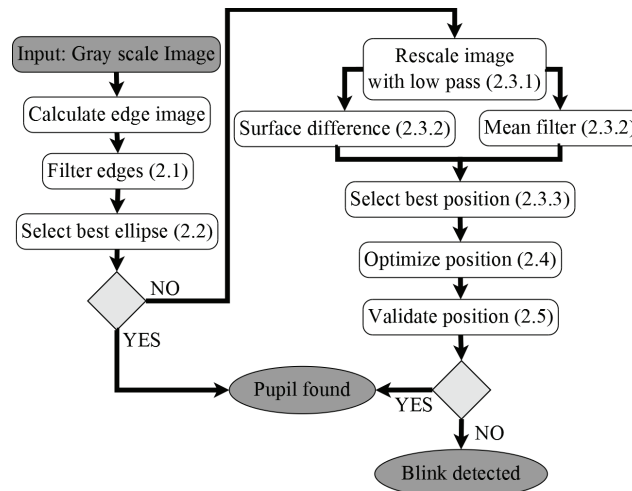 Input: Gray scale Image
Calculate edge image
Filter edges (2.1)
Select best ellipse (2.2)
NO
YES
Rescale image
with low pass (2.3.1)
Surface difference (2.3.2)
Mean filter (2.3.2)
Select best position (2.3.3)
Optimize position (2.4)
Validate position (2.5)
Pupil found
YES
NO
Blink detected